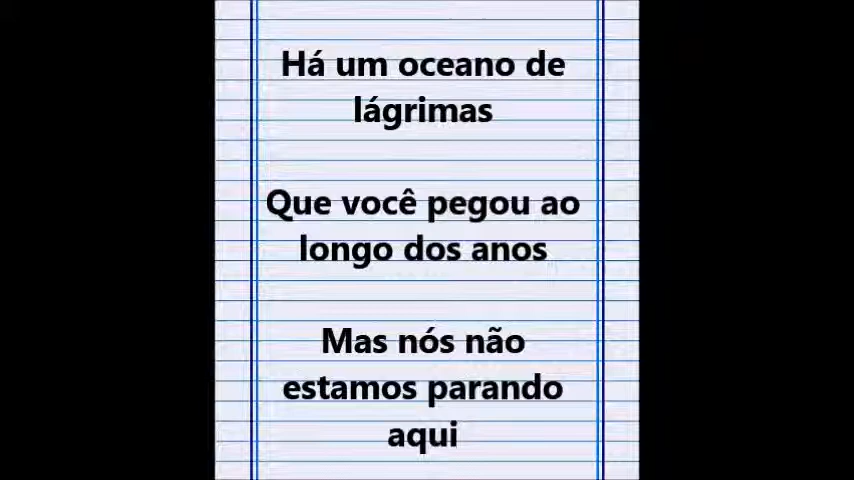 Há um oceano de
lágrimas
Que você pegou ao
longo dos anos
Mas nós não
estamos parando
aqui